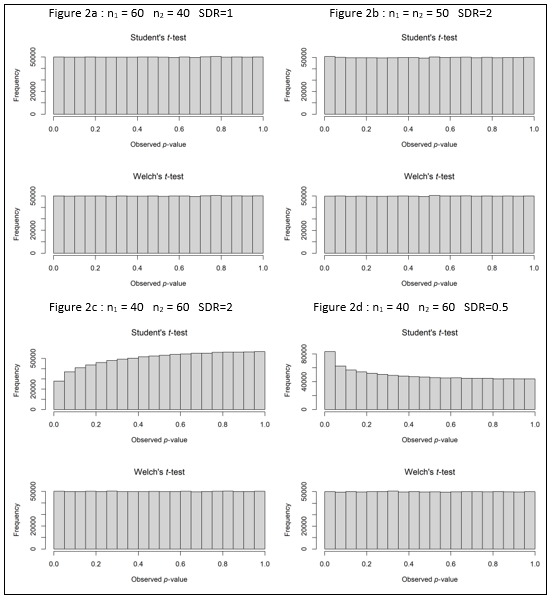 Figure 2a : n₁ = 60 n₂ = 40 SDR=1
Student's t-test
Frequency
0 20000 50000
0.0 0.2 0.4 0.6 0.8 1.0
Observed p-value
Welch's t-test
Frequency
0 20000 50000
0.0 0.2 0.4 0.6 0.8 1.0
Observed p-value
Figure 2b : n₁ = n₂ = 50 SDR=2
Student's t-test
Frequency
0 20000 50000
0.0 0.2 0.4 0.6 0.8 1.0
Observed p-value
Welch's t-test
Frequency
0 20000 50000
0.0 0.2 0.4 0.6 0.8 1.0
Observed p-value
Figure 2c : n₁ = 40 n₂ = 60 SDR=2
Student's t-test
Frequency
0 20000 50000
0.0 0.2 0.4 0.6 0.8 1.0
Observed p-value
Welch's t-test
Frequency
0 20000 50000
0.0 0.2 0.4 0.6 0.8 1.0
Observed p-value
Figure 2d : n₁ = 40 n₂ = 60 SDR=0.5
Student's t-test
Frequency
0 40000 80000
0.0 0.2 0.4 0.6 0.8 1.0
Observed p-value
Welch's t-test
Frequency
0 20000 50000
0.0 0.2 0.4 0.6 0.8 1.0
Observed p-value